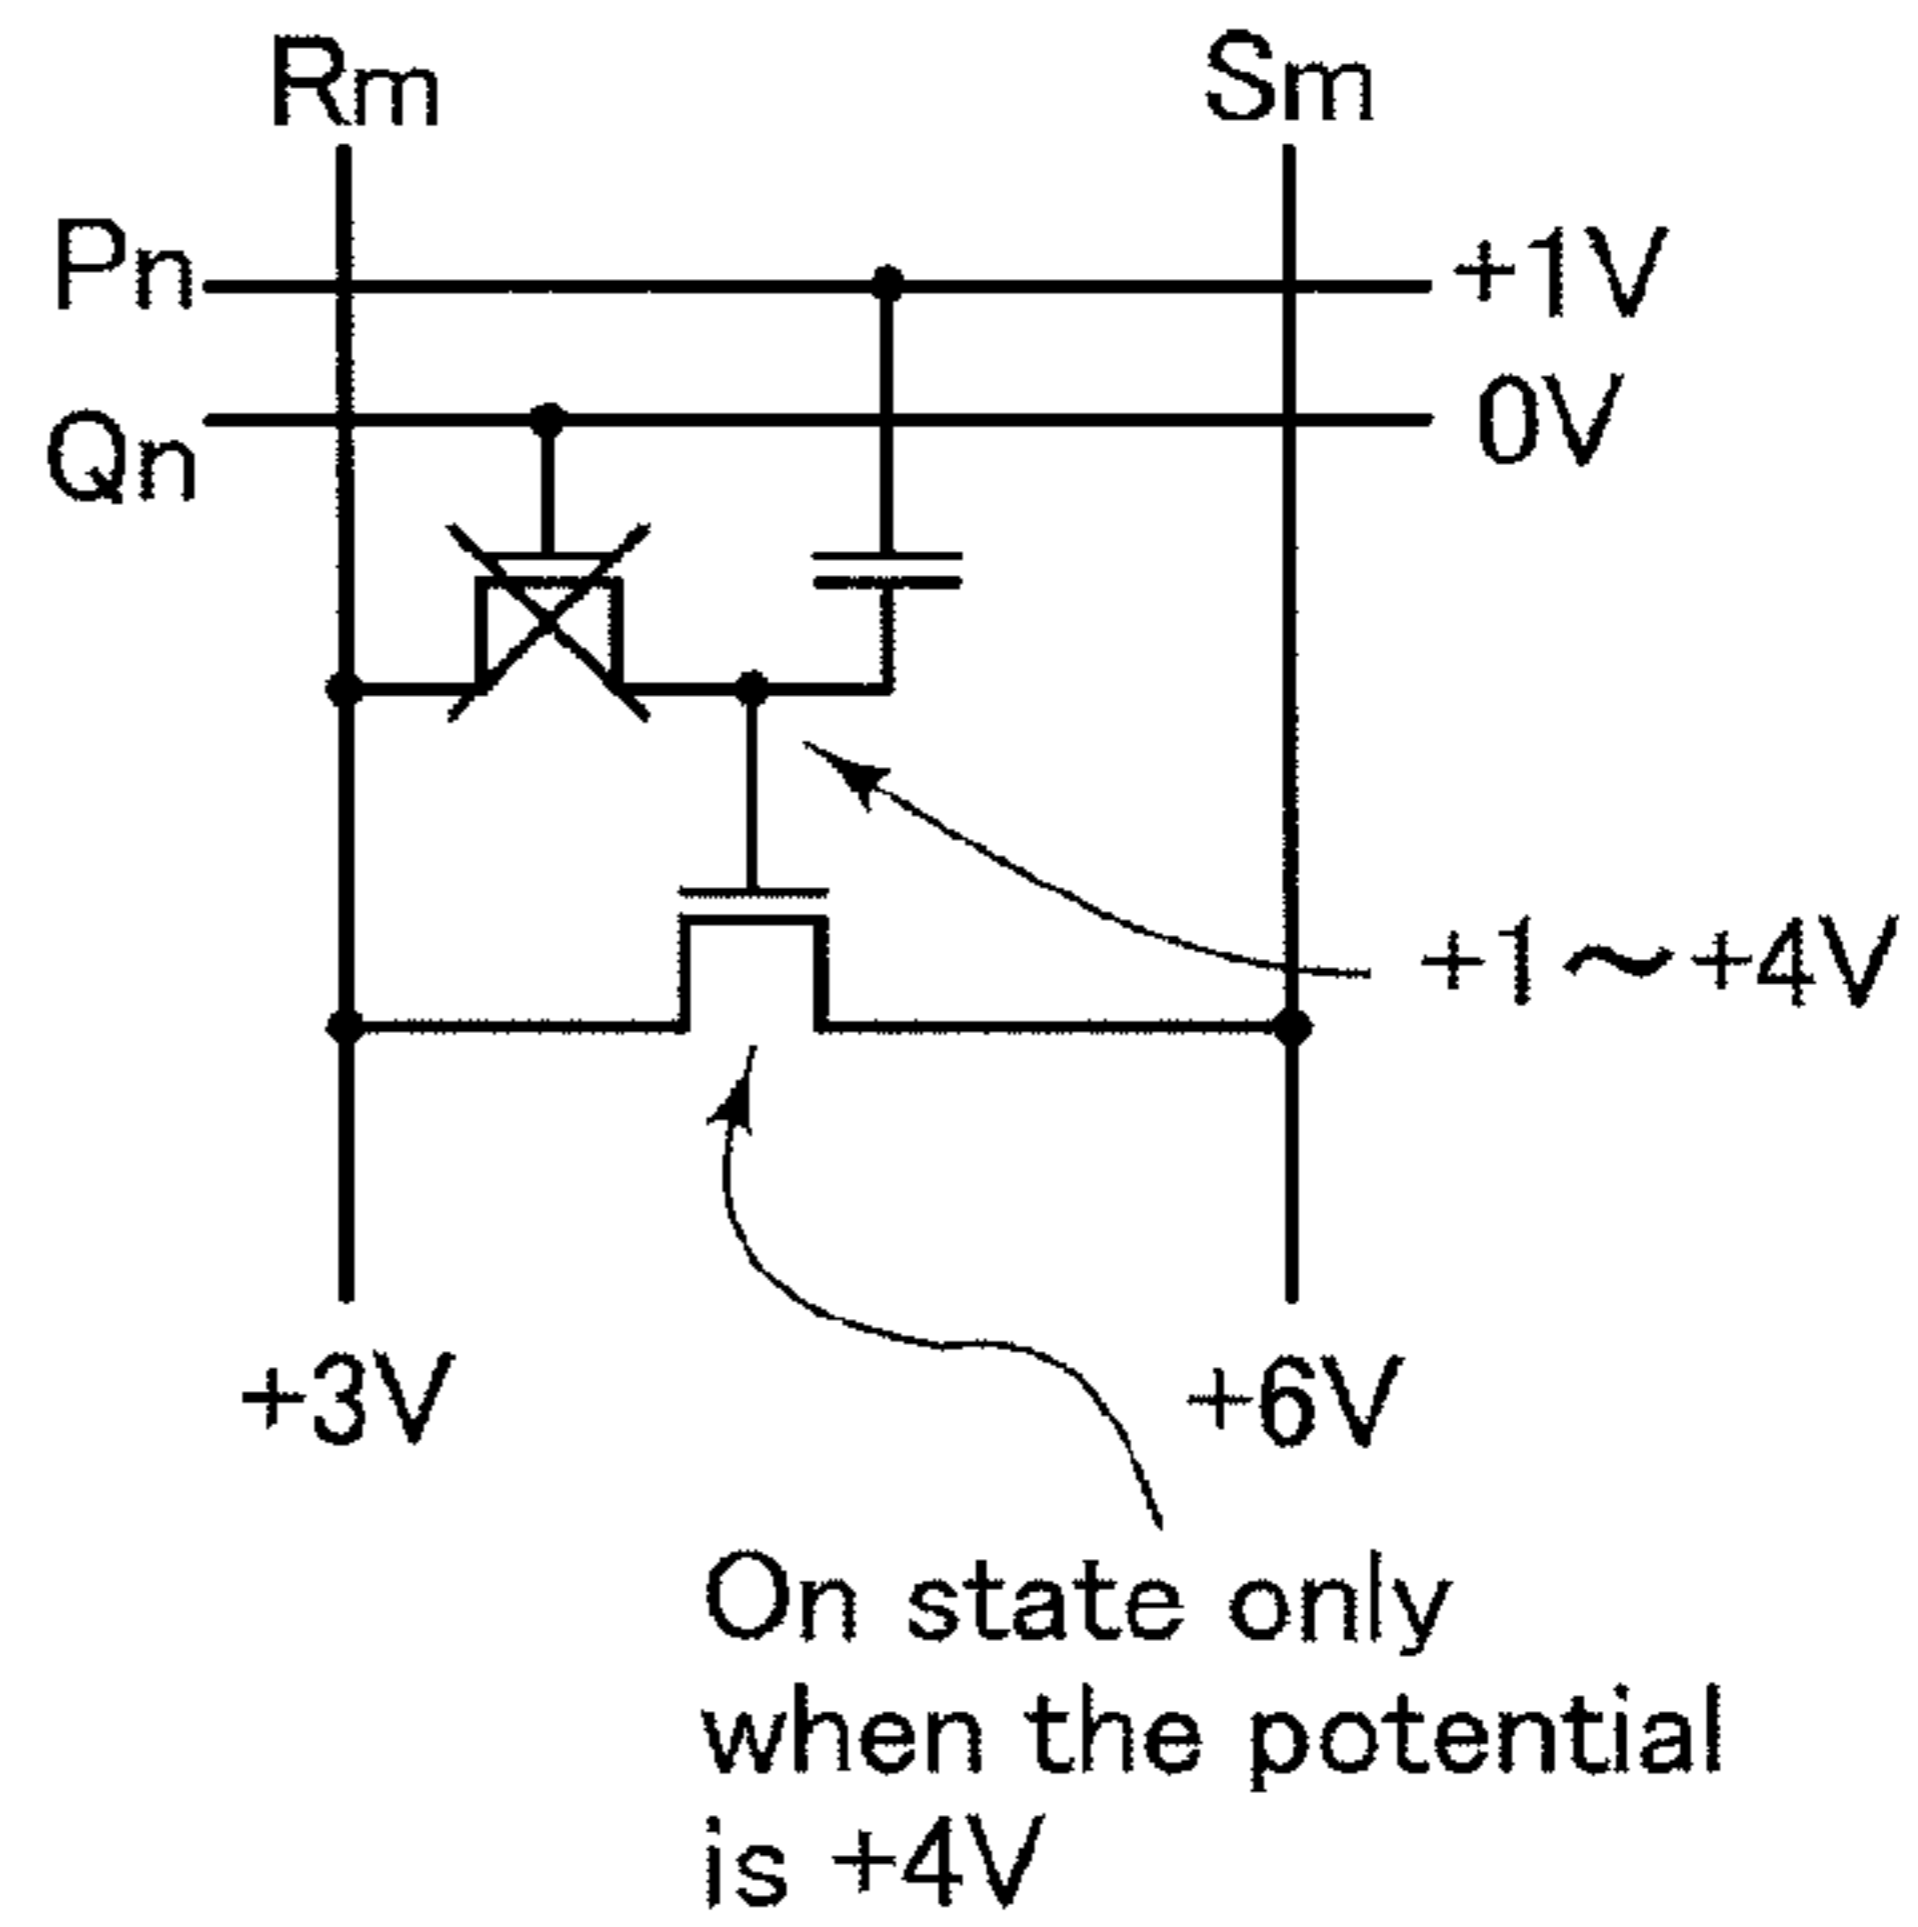 Rm
Sm
Pn
+1V
Qn
0V
+1～+4V
+3V
+6V
On state only
when the potential
is +4V